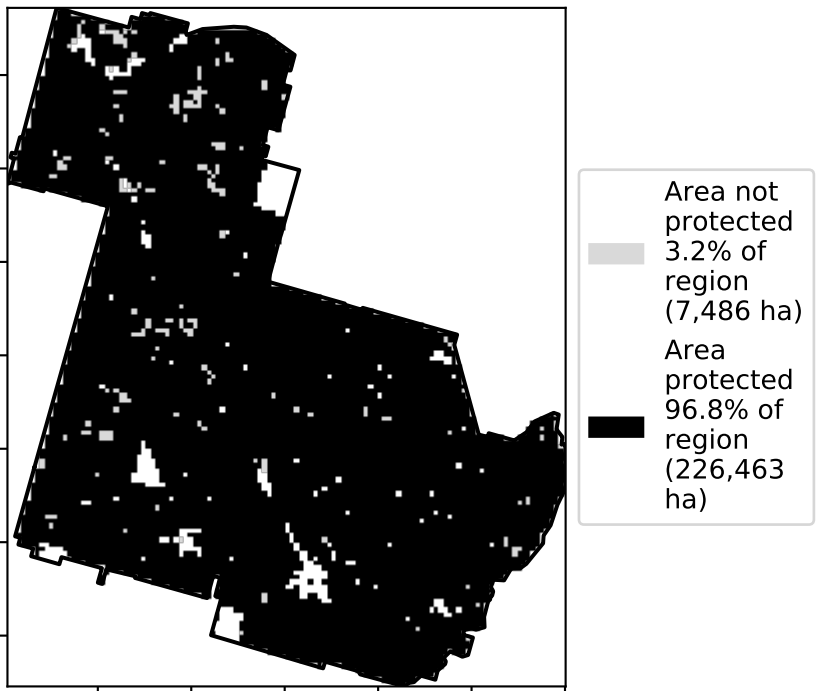 Area not
protected
3.2% of
region
(7,486 ha)
Area
protected
96.8% of
region
(226,463
ha)